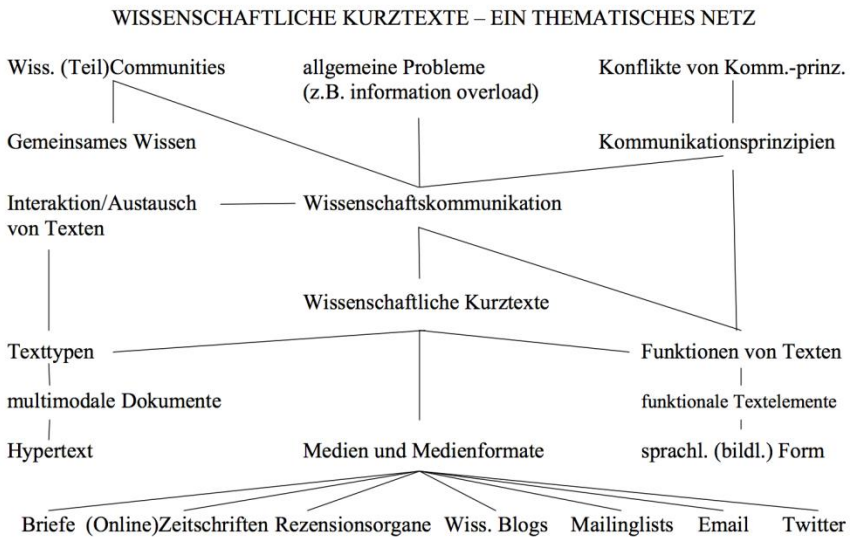 WISSENSCHAFTLICHE KURZTEXTE – EIN THEMATISCHES NETZ
Wiss. (Teil)Communities
allgemeine Probleme
(z.B. information overload)
Konflikte von Komm.-prinz.
Gemeinsames Wissen
Kommunikationsprinzipien
Interaktion/Austausch
von Texten
Wissenschaftskommunikation
Wissenschaftliche Kurztexte
Texttypen
Funktionen von Texten
multimodale Dokumente
funktionale Textelemente
Hypertext
Medien und Medienformate
sprachl. (bildl.) Form
Briefe (Online)Zeitschriften Rezensionsorgane Wiss. Blogs Mailinglists Email Twitter